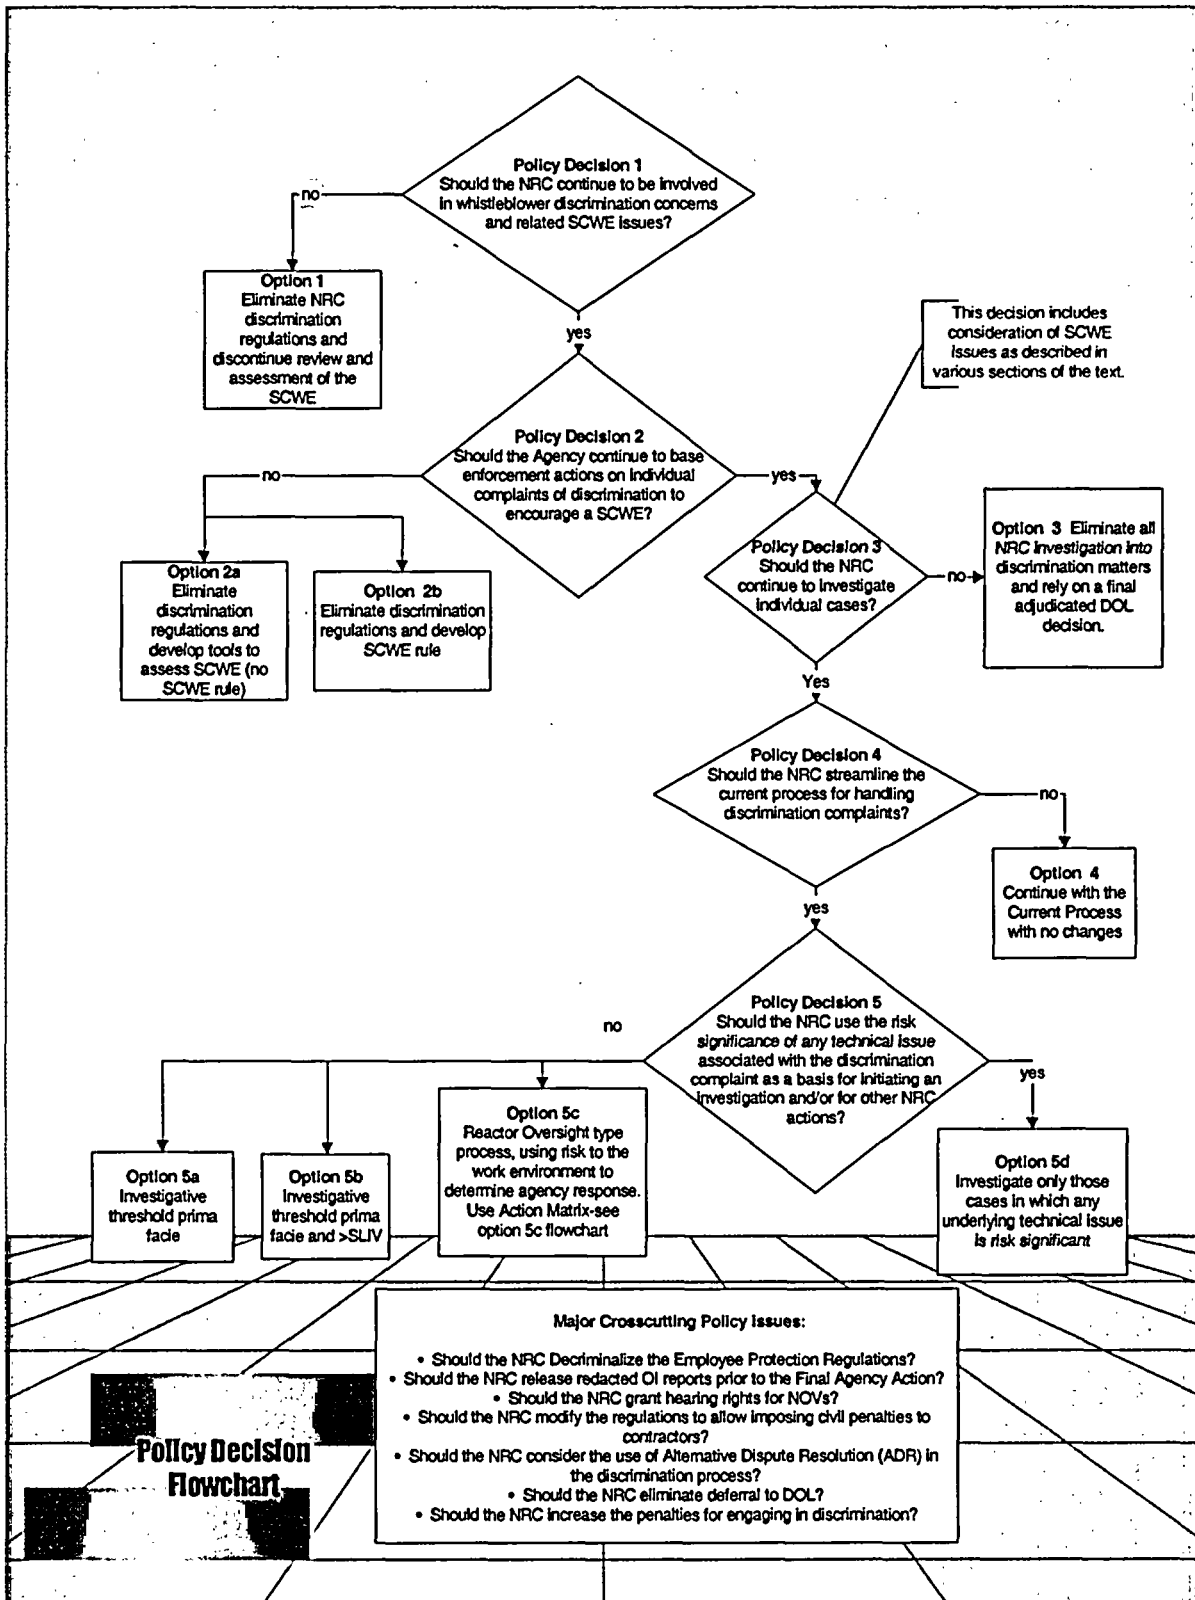 Policy Decision 1
Should the NRC continue to be involved
in whistleblower discrimination concerns
and related SCWE issues?
no
Option 1
Eliminate NRC
discrimination
regulations and
discontinue review and
assessment of the
SCWE
yes
This decision includes
consideration of SCWE
issues as described in
various sections of the text.
Policy Decision 2
Should the Agency continue to base
enforcement actions on individual
complaints of discrimination to
encourage a SCWE?
no
yes
Option 2a
Eliminate
discrimination
regulations and
develop tools to
assess SCWE (no
SCWE rule)
Option 2b
Eliminate discrimination
regulations and develop
SCWE rule
Policy Decision 3
Should the NRC
continue to investigate
individual cases?
no
Option 3 Eliminate all
NRC investigation into
discrimination matters
and rely on a final
adjudicated DOL
decision.
Yes
Policy Decision 4
Should the NRC streamline the
current process for handling
discrimination complaints?
no
Option 4
Continue with the
Current Process
with no changes
yes
Policy Decision 5
Should the NRC use the risk
significance of any technical issue
associated with the discrimination
complaint as a basis for initiating an
investigation and/or for other NRC
actions?
no
yes
Option 5a
Investigative
threshold prima
facie
Option 5b
Investigative
threshold prima
facie and >SLIV
Option 5c
Reactor Oversight type
process, using risk to the
work environment to
determine agency response.
Use Action Matrix-see
option 5c flowchart
Option 5d
Investigate only those
cases in which any
underlying technical issue
is risk significant
Major Crosscutting Policy Issues:
• Should the NRC Decriminalize the Employee Protection Regulations?
• Should the NRC release redacted OI reports prior to the Final Agency Action?
• Should the NRC grant hearing rights for NOVs?
• Should the NRC modify the regulations to allow imposing civil penalties to
contractors?
• Should the NRC consider the use of Alternative Dispute Resolution (ADR) in
the discrimination process?
• Should the NRC eliminate deferral to DOL?
• Should the NRC increase the penalties for engaging in discrimination?
Policy Decision
Flowchart